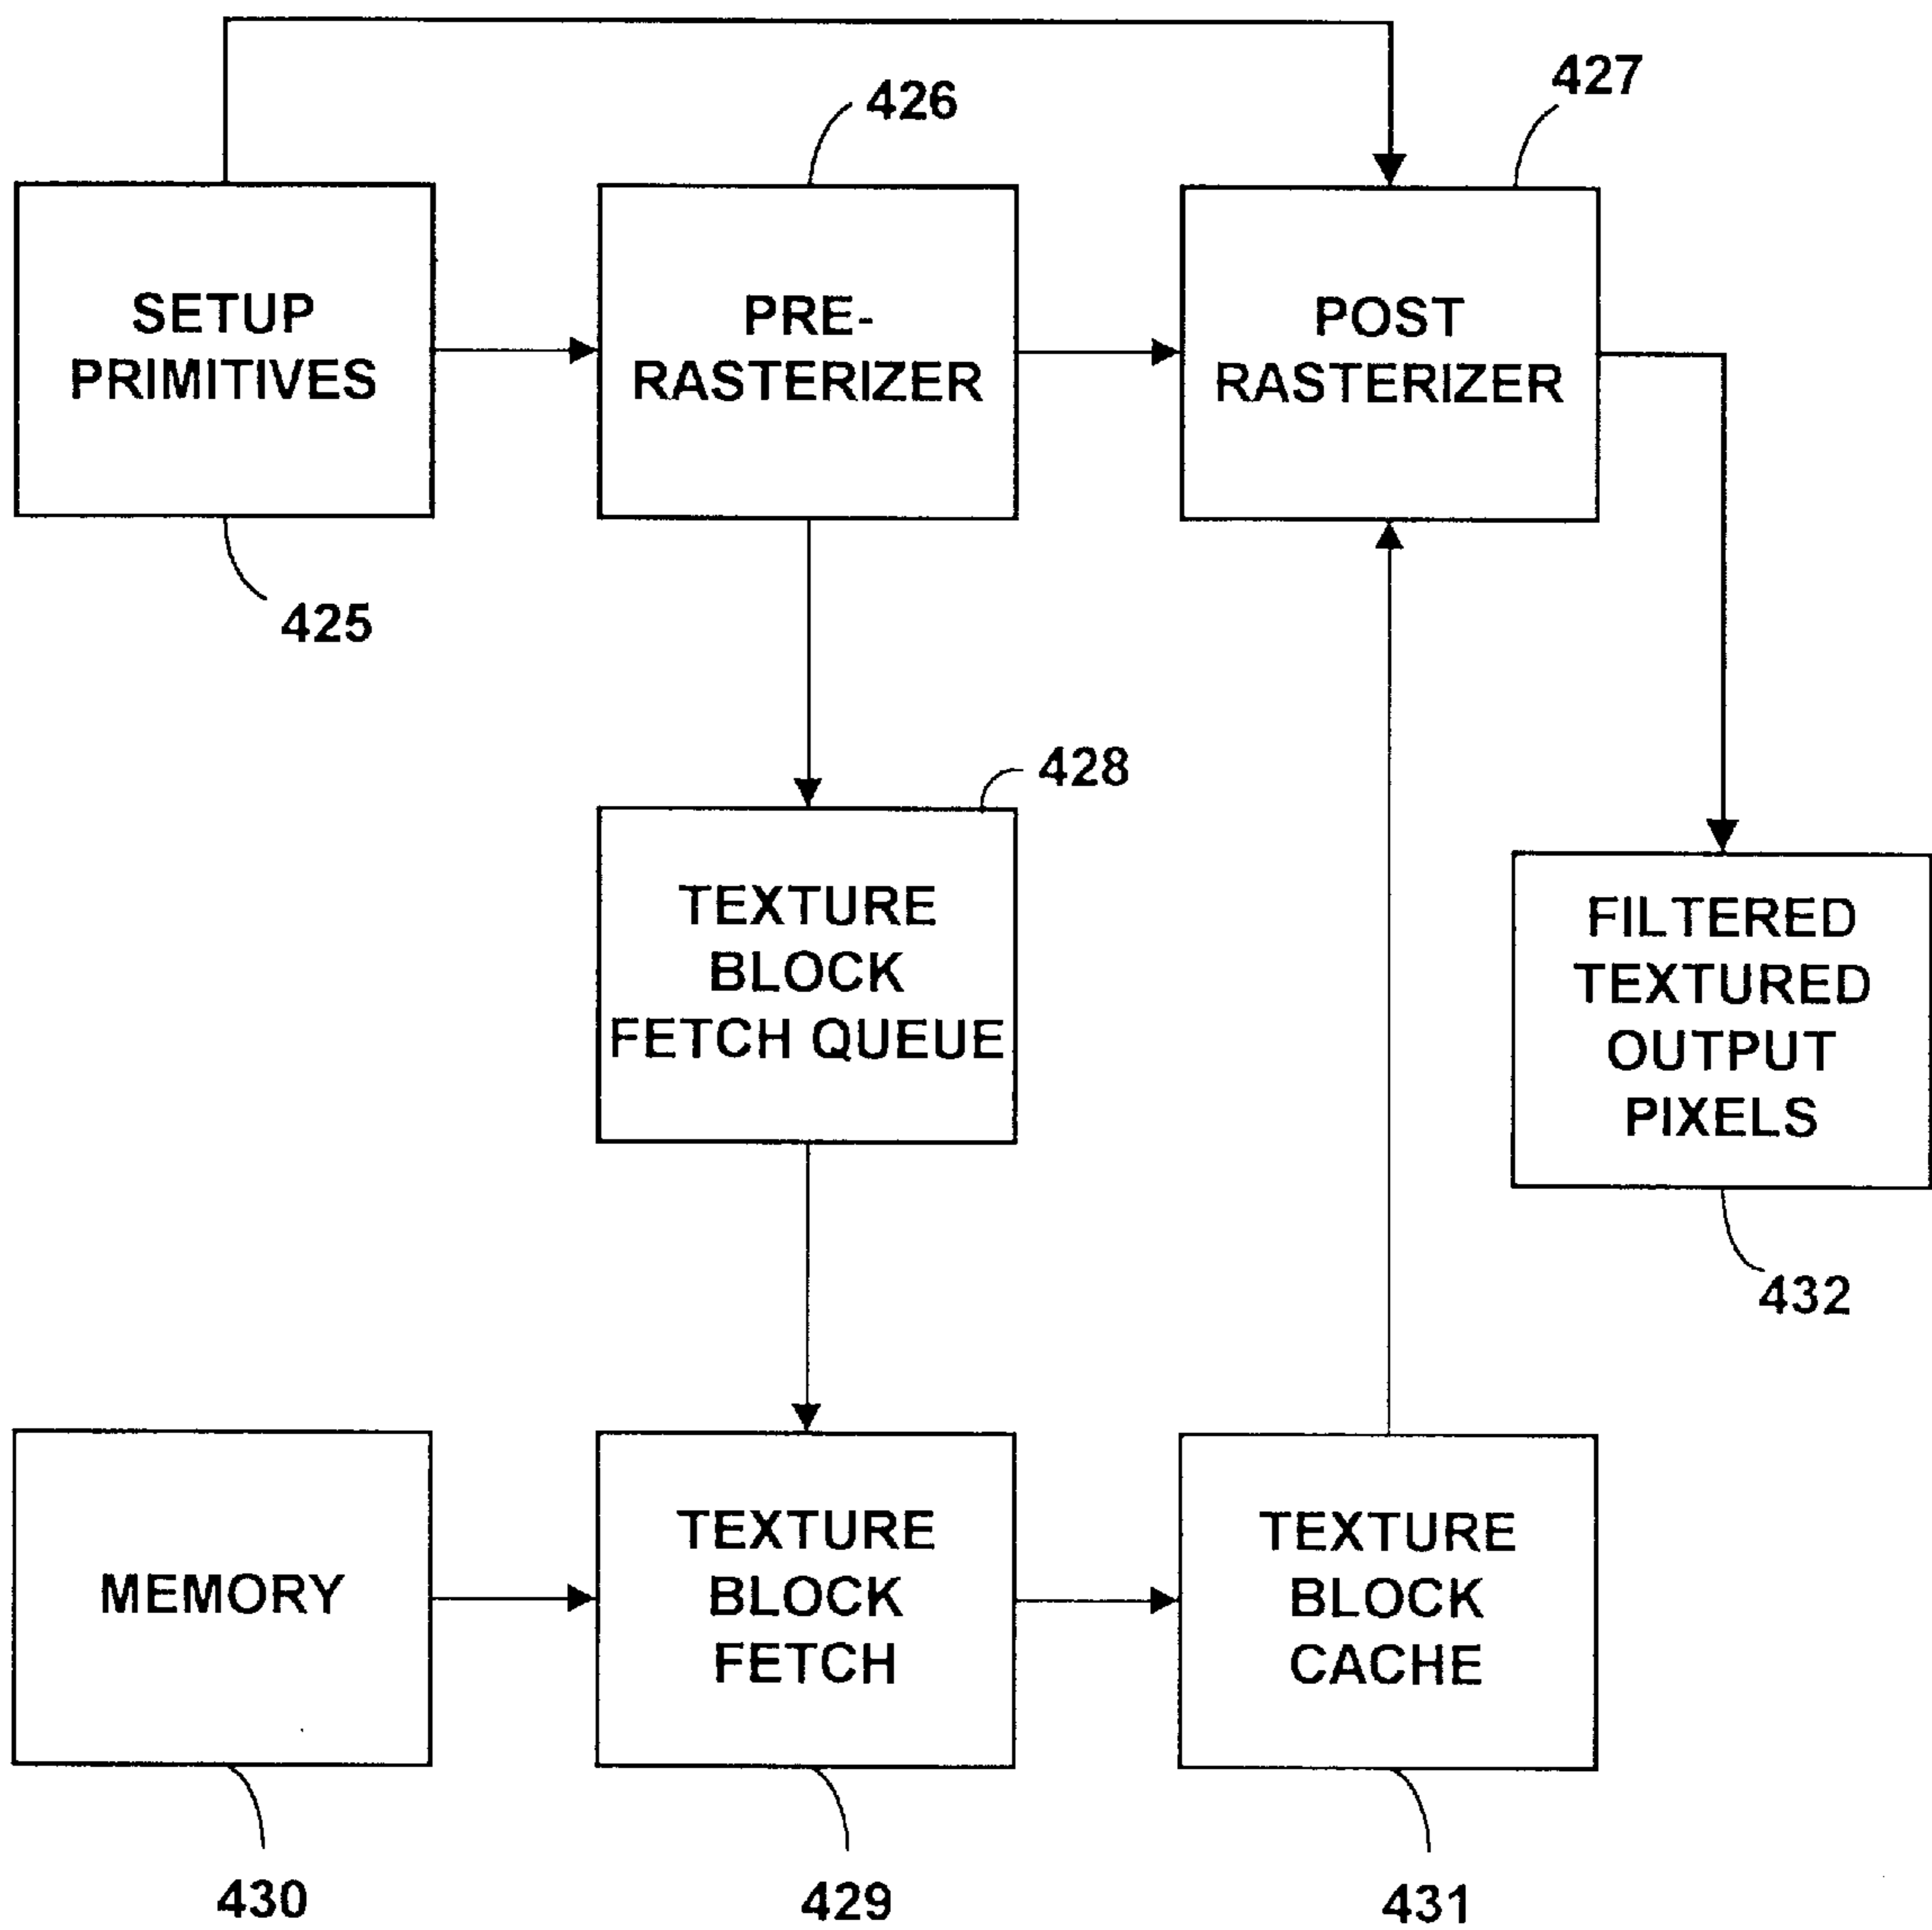 426
427
SETUP
PRIMITIVES
PRE-
RASTERIZER
POST
RASTERIZER
425
428
TEXTURE
BLOCK
FETCH QUEUE
FILTERED
TEXTURED
OUTPUT
PIXELS
432
MEMORY
TEXTURE
BLOCK
FETCH
TEXTURE
BLOCK
CACHE
430
429
431